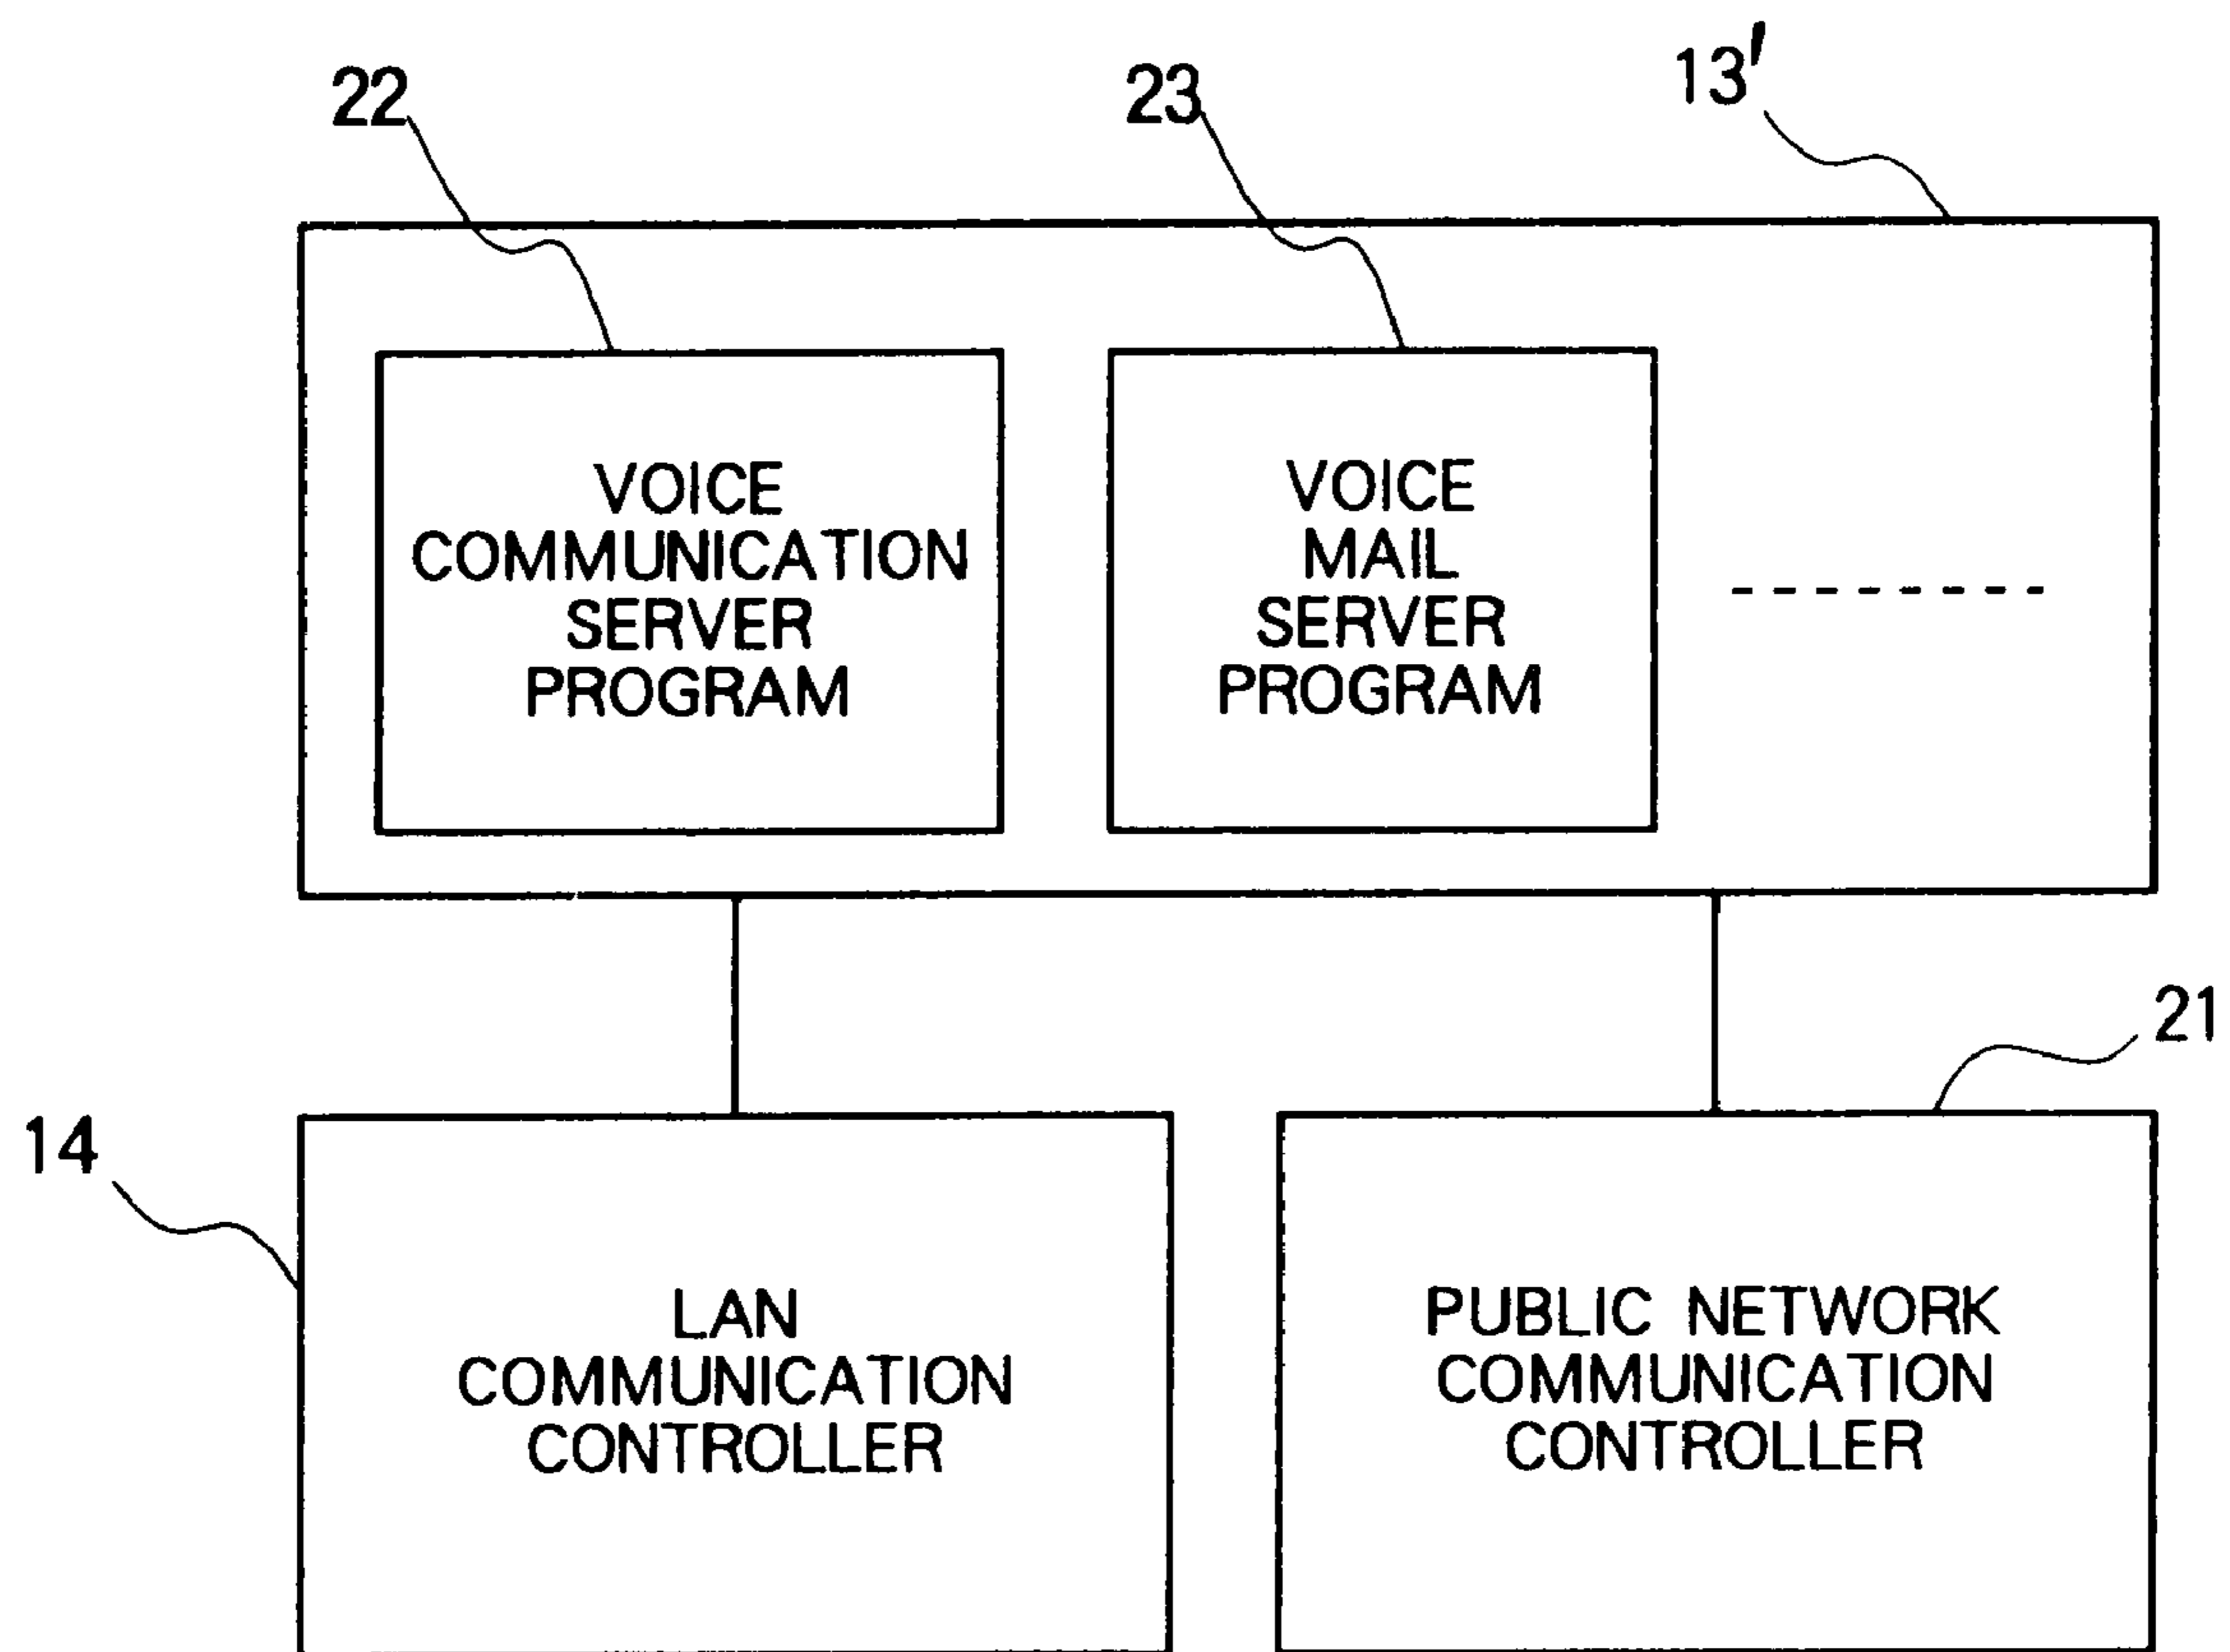 22
23
13'
VOICE
COMMUNICATION
SERVER
PROGRAM
VOICE
MAIL
SERVER
PROGRAM
21
14
LAN
COMMUNICATION
CONTROLLER
PUBLIC NETWORK
COMMUNICATION
CONTROLLER